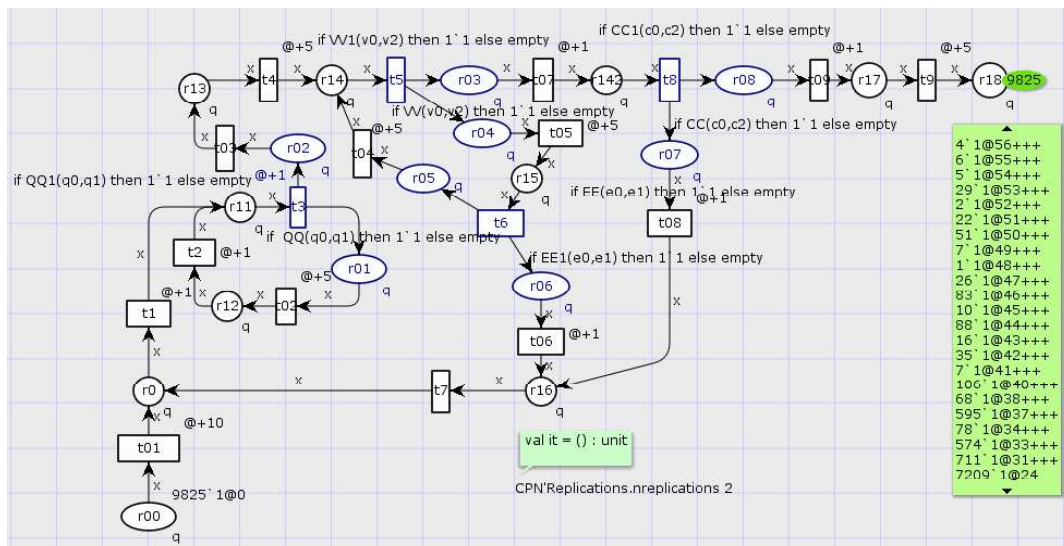 if VV1(v0,v2) then 1`1 else empty
if CC1(c0,c2) then 1`1 else empty
@+5
@+1
@+1
@+5
x
x
x
x
x
x
x
x
x
x
x
r13
t4
r14
t5
r03
t07
r142
t8
r08
t09
r17
t9
r18
9825
q
q
q
q
q
q
q
if VV(v0,v2) then 1`1 else empty
x
t03
x
r02
@+5
t04
x
r04
x
t05
@+5
if CC(c0,c2) then 1`1 else empty
q
q
x
x
r07
q
@+1
r05
q
r15
q
if QQ1(q0,q1) then 1`1 else empty
x
if EE(e0,e1) then 1`1 else empty
x
@+1
r11
x
t3
t6
t08
q
if QQ(q0,q1) then 1`1 else empty
x
t2
@+1
if EE1(e0,e1) then 1`1 else empty
x
r01
q
@+5
x
r12
x
t02
x
q
r06
q
@+1
t1
x
x
@+1
t06
x
x
x
r0
x
t7
x
r16
q
q
x
@+10
t01
x
9825`1@0
r00
q
val it = () : unit
CPN'Replications.nreplications 2
4`1@56+++
6`1@55+++
5`1@54+++
29`1@53+++
2`1@52+++
22`1@51+++
51`1@50+++
7`1@49+++
1`1@48+++
26`1@47+++
83`1@46+++
10`1@45+++
88`1@44+++
16`1@43+++
35`1@42+++
7`1@41+++
106`1@40+++
68`1@38+++
595`1@37+++
78`1@34+++
574`1@33+++
711`1@31+++
7209`1@24